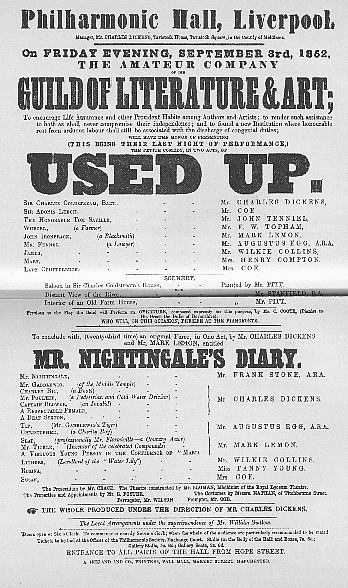 Philharmonic Hall, Liverpool.
Manager, Mr. CHARLES DICKENS, Tavistock House, Tavistock Square, in the County of Middlesex.
On FRIDAY EVENING, SEPTEMBER 3rd, 1852,
THE AMATEUR COMPANY
OF THE
GUILD OF LITERATURE & ART;
To encourage Life Assurance and other Provident Habits among Authors and Artists; to render such assistance
to both as shall never compromise their independence; and to found a new Institution where honourable
rest from arduous labour shall still be associated with the discharge of congenial duties;
WILL HAVE THE HONOR OF PRESENTING
(THIS BEING THEIR LAST NIGHT OF PERFORMANCE,)
THE PETITE COMEDY, IN TWO ACTS, OF
USED UP.
SIR CHARLES COLDSTREAM, BART. Mr. CHARLES DICKENS,
SIR ADONIS LEECH, Mr. COE,
THE HONORABLE TOM SAVILLE, Mr. JOHN TENNIEL,
WURZEL, (a Farmer) Mr. F. W. TOPHAM,
JOHN IRONBRACE, (a Blacksmith) Mr. MARK LEMON,
MR. FENNEL, (a Lawyer) Mr. AUGUSTUS EGG, A.R.A.
JAMES, Mr. WILKIE COLLINS,
MARY, Mrs. HENRY COMPTON,
LADY CLUTTERBUCK, Mrs. COE.
SCENERY.
Saloon in Sir Charles Coldstream's House, Painted by Mr. PITT.
Distant View of the River, Mr. STANFIELD, R.A.
Interior of an Old Farm House, Mr. PITT.
Previous to the Play the Band will Perform an OVERTURE, composed expressly for this purpose, by Mr. C. COOTE, (Pianist to
His Grace the Duke of Devonshire)
WHO WILL, ON THIS OCCASION, PRESIDE AT THE PIANOFORTE.
To conclude with, (twenty-third time) an original Farce, in One Act, by Mr. CHARLES DICKENS
and Mr. MARK LEMON, entitled
MR. NIGHTINGALE'S DIARY.
MR. NIGHTINGALE, Mr. FRANK STONE, A.R.A.
MR. GABBLEWIG, (of the Middle Temple)
CHARLEY BIT, (a Boots)
MR. POULTER, (a Pedestrian and Cold Water Drinker)
CAPTAIN BLOWER, (an Invalid)
A RESPECTABLE FEMALE,
A DEAF SEXTON,
Mr. CHARLES DICKENS.
TIP, (Mr. Gabblewig's Tiger)
CHRISTOPHER, (a Charity Boy)
Mr. AUGUSTUS EGG, A.R.A.
SLAP, (professionally Mr. Flormiville—a Country Actor)
MR. TICKLE, (Inventor of the celebrated Compounds)
A VIRTUOUS YOUNG PERSON IN THE CONFIDENCE OF "MARIA"
Mr. MARK LEMON.
LITHERS, (Landlord of the "Water Lily") Mr. WILKIE COLLINS,
ROSINA, Miss FANNY YOUNG,
SUSAN, Mrs. COE.
The Proscenium by Mr. CRACE. The Theatre constructed by Mr. SLOMAN, Machinist of the Royal Lyceum Theatre.
The Properties and Appointments by Mr. G. FOSTER. The Costumes by Messrs. NATHAN, of Titchbourne Street.
Perruquier, Mr. WILSON. Prompter, Mr. COE.
THE WHOLE PRODUCED UNDER THE DIRECTION OF MR. CHARLES DICKENS.
The Local Arrangements under the superintendence of Mr. William Sudlow.
ENTRANCE TO ALL PARTS OF THE HALL FROM HOPE STREET.